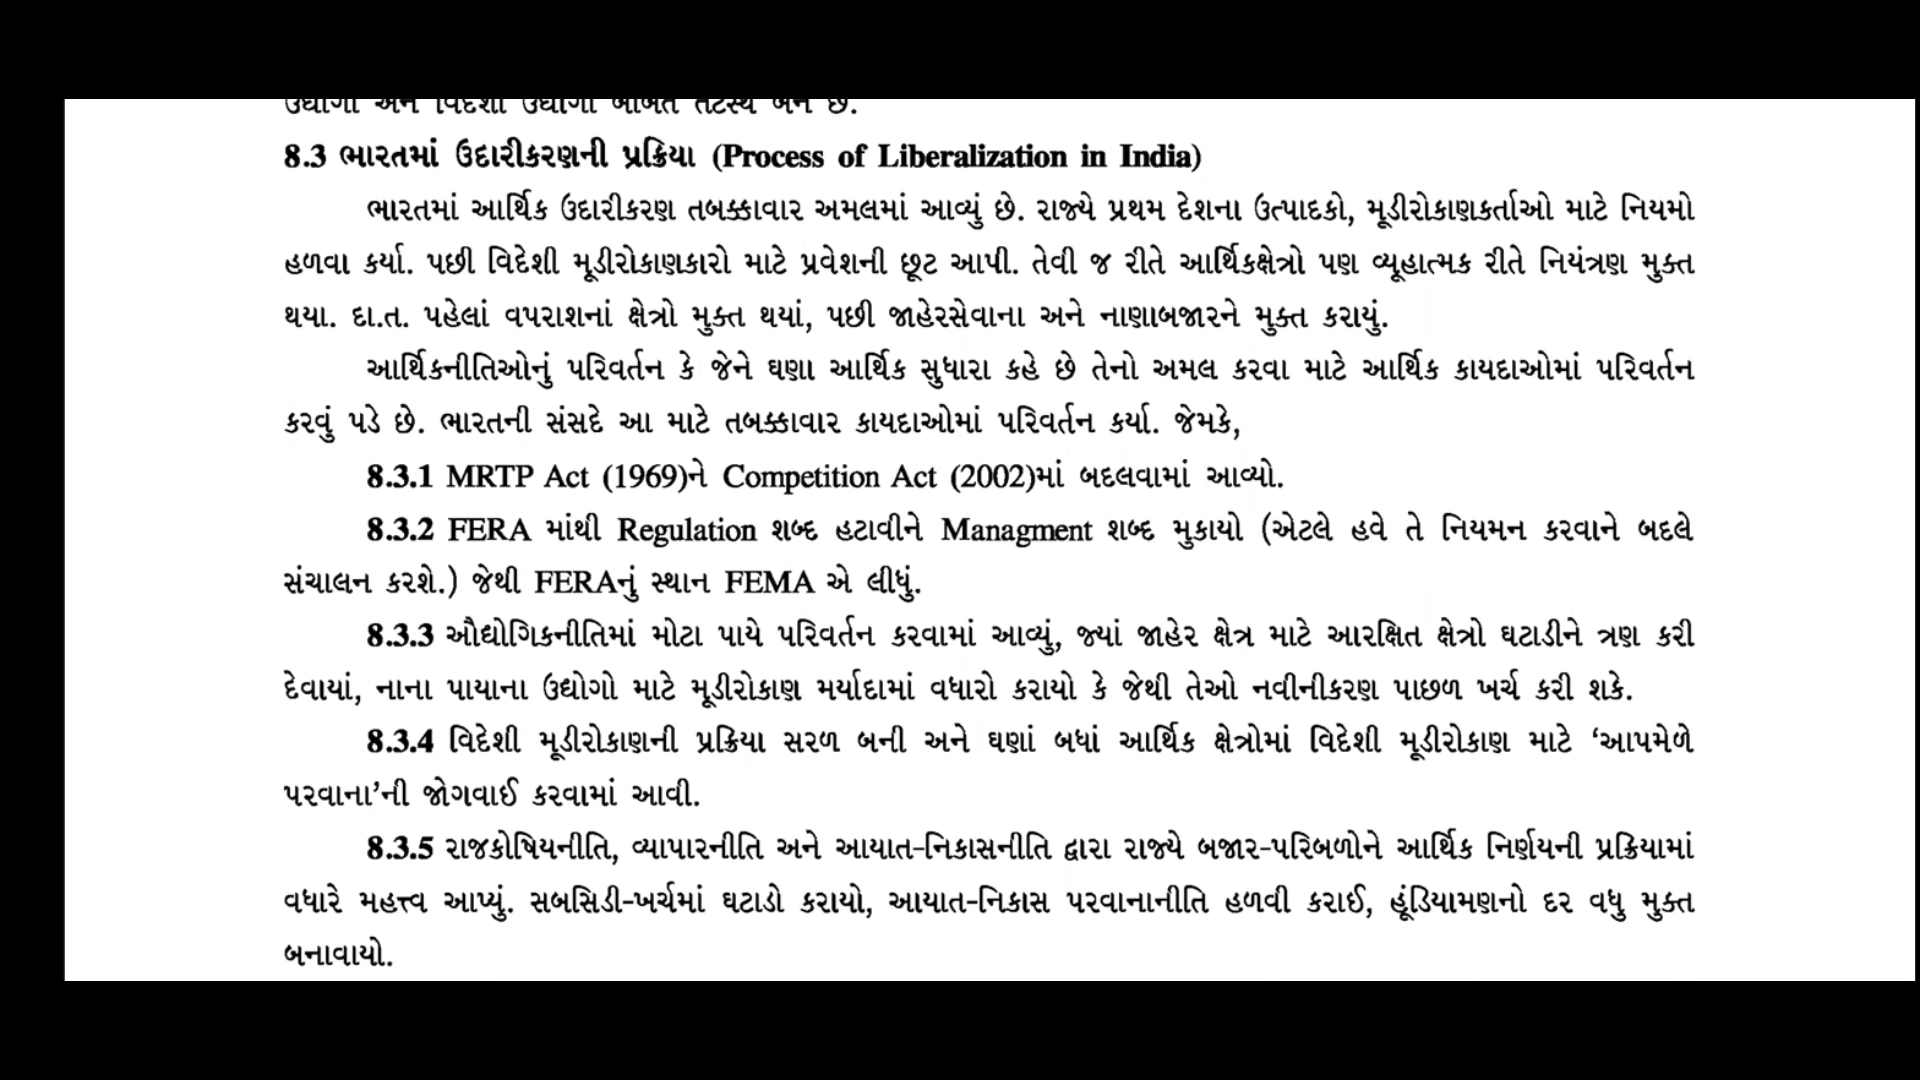 ઉદ્યોગો અને વિદેશી ઉદ્યોગો બાબતે તટસ્થ બને છે.
8.3 ભારતમાં ઉદારીકરણની પ્રક્રિયા (Process of Liberalization in India)
ભારતમાં આર્થિક ઉદારીકરણ તબક્કાવાર અમલમાં આવ્યું છે. રાજ્યે પ્રથમ દેશના ઉત્પાદકો, મૂડીરોકાણકર્તાઓ માટે નિયમો
હળવા કર્યા. પછી વિદેશી મૂડીરોકાણકારો માટે પ્રવેશની છૂટ આપી. તેવી જ રીતે આર્થિકક્ષેત્રો પણ વ્યૂહાત્મક રીતે નિયંત્રણ મુક્ત
થયા. દા.ત. પહેલાં વપરાશનાં ક્ષેત્રો મુક્ત થયાં, પછી જાહેરસેવાના અને નાણાબજારને મુક્ત કરાયું.
આર્થિકનીતિઓનું પરિવર્તન કે જેને ઘણા આર્થિક સુધારા કહે છે તેનો અમલ કરવા માટે આર્થિક કાયદાઓમાં પરિવર્તન
કરવું પડે છે. ભારતની સંસદે આ માટે તબક્કાવાર કાયદાઓમાં પરિવર્તન કર્યા. જેમકે,
8.3.1 MRTP Act (1969)ને Competition Act (2002)માં બદલવામાં આવ્યો.
8.3.2 FERA માંથી Regulation શબ્દ હટાવીને Managment શબ્દ મુકાયો (એટલે હવે તે નિયમન કરવાને બદલે
સંચાલન કરશે.) જેથી FERAનું સ્થાન FEMA એ લીધું.
8.3.3 ઔદ્યોગિકનીતિમાં મોટા પાયે પરિવર્તન કરવામાં આવ્યું, જ્યાં જાહેર ક્ષેત્ર માટે આરક્ષિત ક્ષેત્રો ઘટાડીને ત્રણ કરી
દેવાયાં, નાના પાયાના ઉદ્યોગો માટે મૂડીરોકાણ મર્યાદામાં વધારો કરાયો કે જેથી તેઓ નવીનીકરણ પાછળ ખર્ચ કરી શકે.
8.3.4 વિદેશી મૂડીરોકાણની પ્રક્રિયા સરળ બની અને ઘણાં બધાં આર્થિક ક્ષેત્રોમાં વિદેશી મૂડીરોકાણ માટે ‘આપમેળે
પરવાના’ની જોગવાઈ કરવામાં આવી.
8.3.5 રાજકોષિયનીતિ, વ્યાપારનીતિ અને આયાત-નિકાસનીતિ દ્વારા રાજ્યે બજાર-પરિબળોને આર્થિક નિર્ણયની પ્રક્રિયામાં
વધારે મહત્ત્વ આપ્યું. સબસિડી-ખર્ચમાં ઘટાડો કરાયો, આયાત-નિકાસ પરવાનાનીતિ હળવી કરાઈ, હૂંડિયામણનો દર વધુ મુક્ત
બનાવાયો.